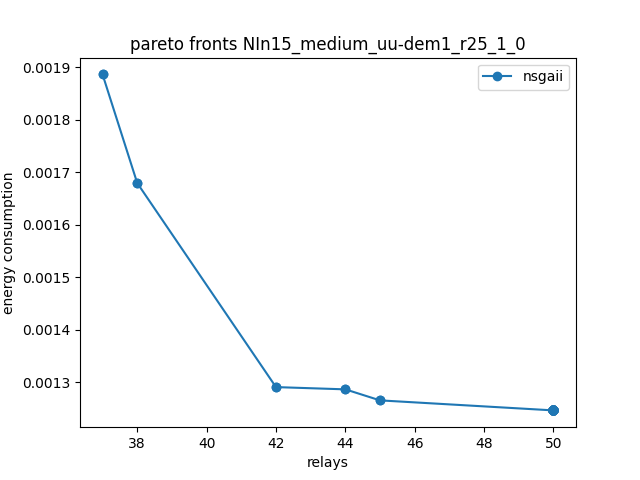 pareto fronts NIn15_medium_uu-dem1_r25_1_0
nsgaii
energy consumption
0.0019
0.0018
0.0017
0.0016
0.0015
0.0014
0.0013
38 40 42 44 46 48 50
relays